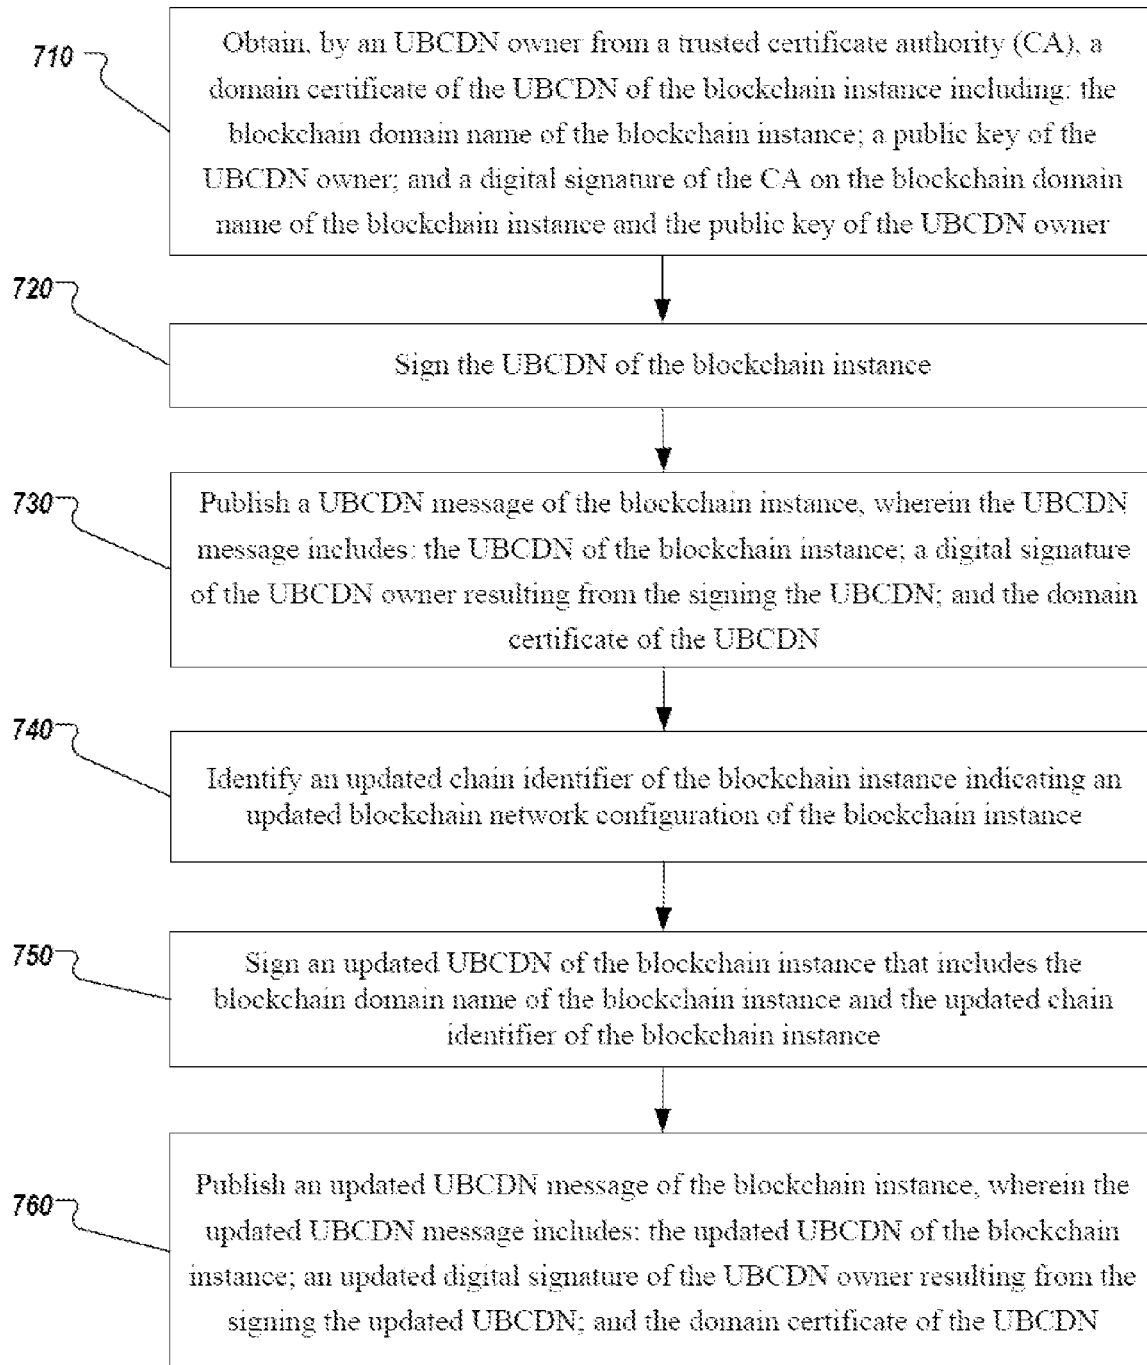 710
Obtain, by an UBCDN owner from a trusted certificate authority (CA), a
domain certificate of the UBCDN of the blockchain instance including: the
blockchain domain name of the blockchain instance; a public key of the
UBCDN owner; and a digital signature of the CA on the blockchain domain
name of the blockchain instance and the public key of the UBCDN owner
720
Sign the UBCDN of the blockchain instance
730
Publish a UBCDN message of the blockchain instance, wherein the UBCDN
message includes: the UBCDN of the blockchain instance; a digital signature
of the UBCDN owner resulting from the signing the UBCDN; and the domain
certificate of the UBCDN
740
Identify an updated chain identifier of the blockchain instance indicating an
updated blockchain network configuration of the blockchain instance
750
Sign an updated UBCDN of the blockchain instance that includes the
blockchain domain name of the blockchain instance and the updated chain
identifier of the blockchain instance
760
Publish an updated UBCDN message of the blockchain instance, wherein the
updated UBCDN message includes: the updated UBCDN of the blockchain
instance; an updated digital signature of the UBCDN owner resulting from the
signing the updated UBCDN; and the domain certificate of the UBCDN